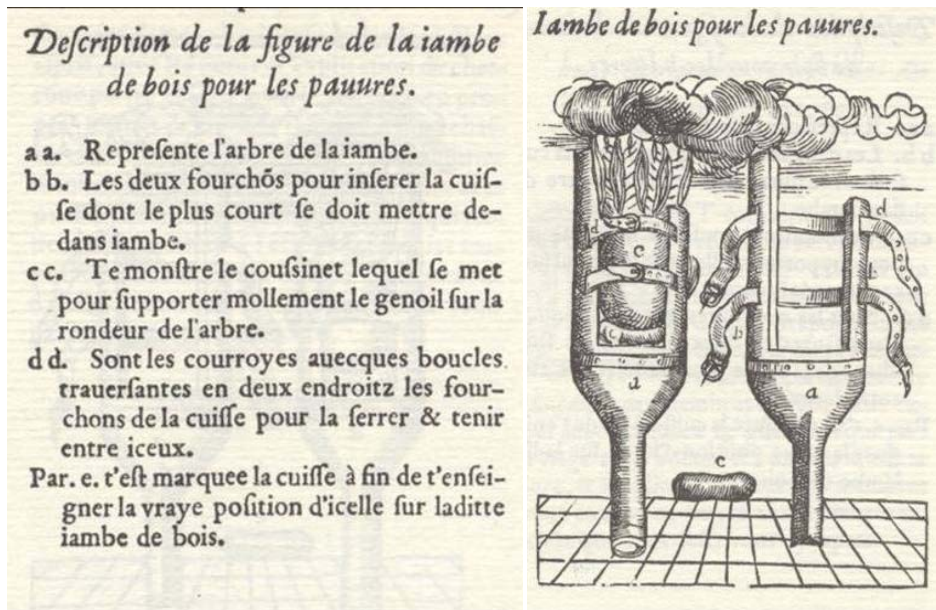 Deſcription de la figure de la iambe
de bois pour les pauures.
a a. Repreſente l'arbre de la iambe.
b b. Les deux fourchõs pour inſerer la cuiſ-
ſe dont le plus court ſe doit mettre de-
dans iambe.
c c. Te monſtre le couſsinet lequel ſe met
pour ſupporter mollement le genoil ſur la
rondeur de l'arbre.
d d. Sont les courroyes auecques boucles
trauerſantes en deux endroitz les four-
chons de la cuiſſe pour la ſerrer & tenir
entre iceux.
Par. e. t'eſt marquee la cuiſſe à fin de t'enſei-
gner la vraye poſition d'icelle ſur laditte
iambe de bois.
Iambe de bois pour les pauures.
d
e
c
a
d
b
b
a
c